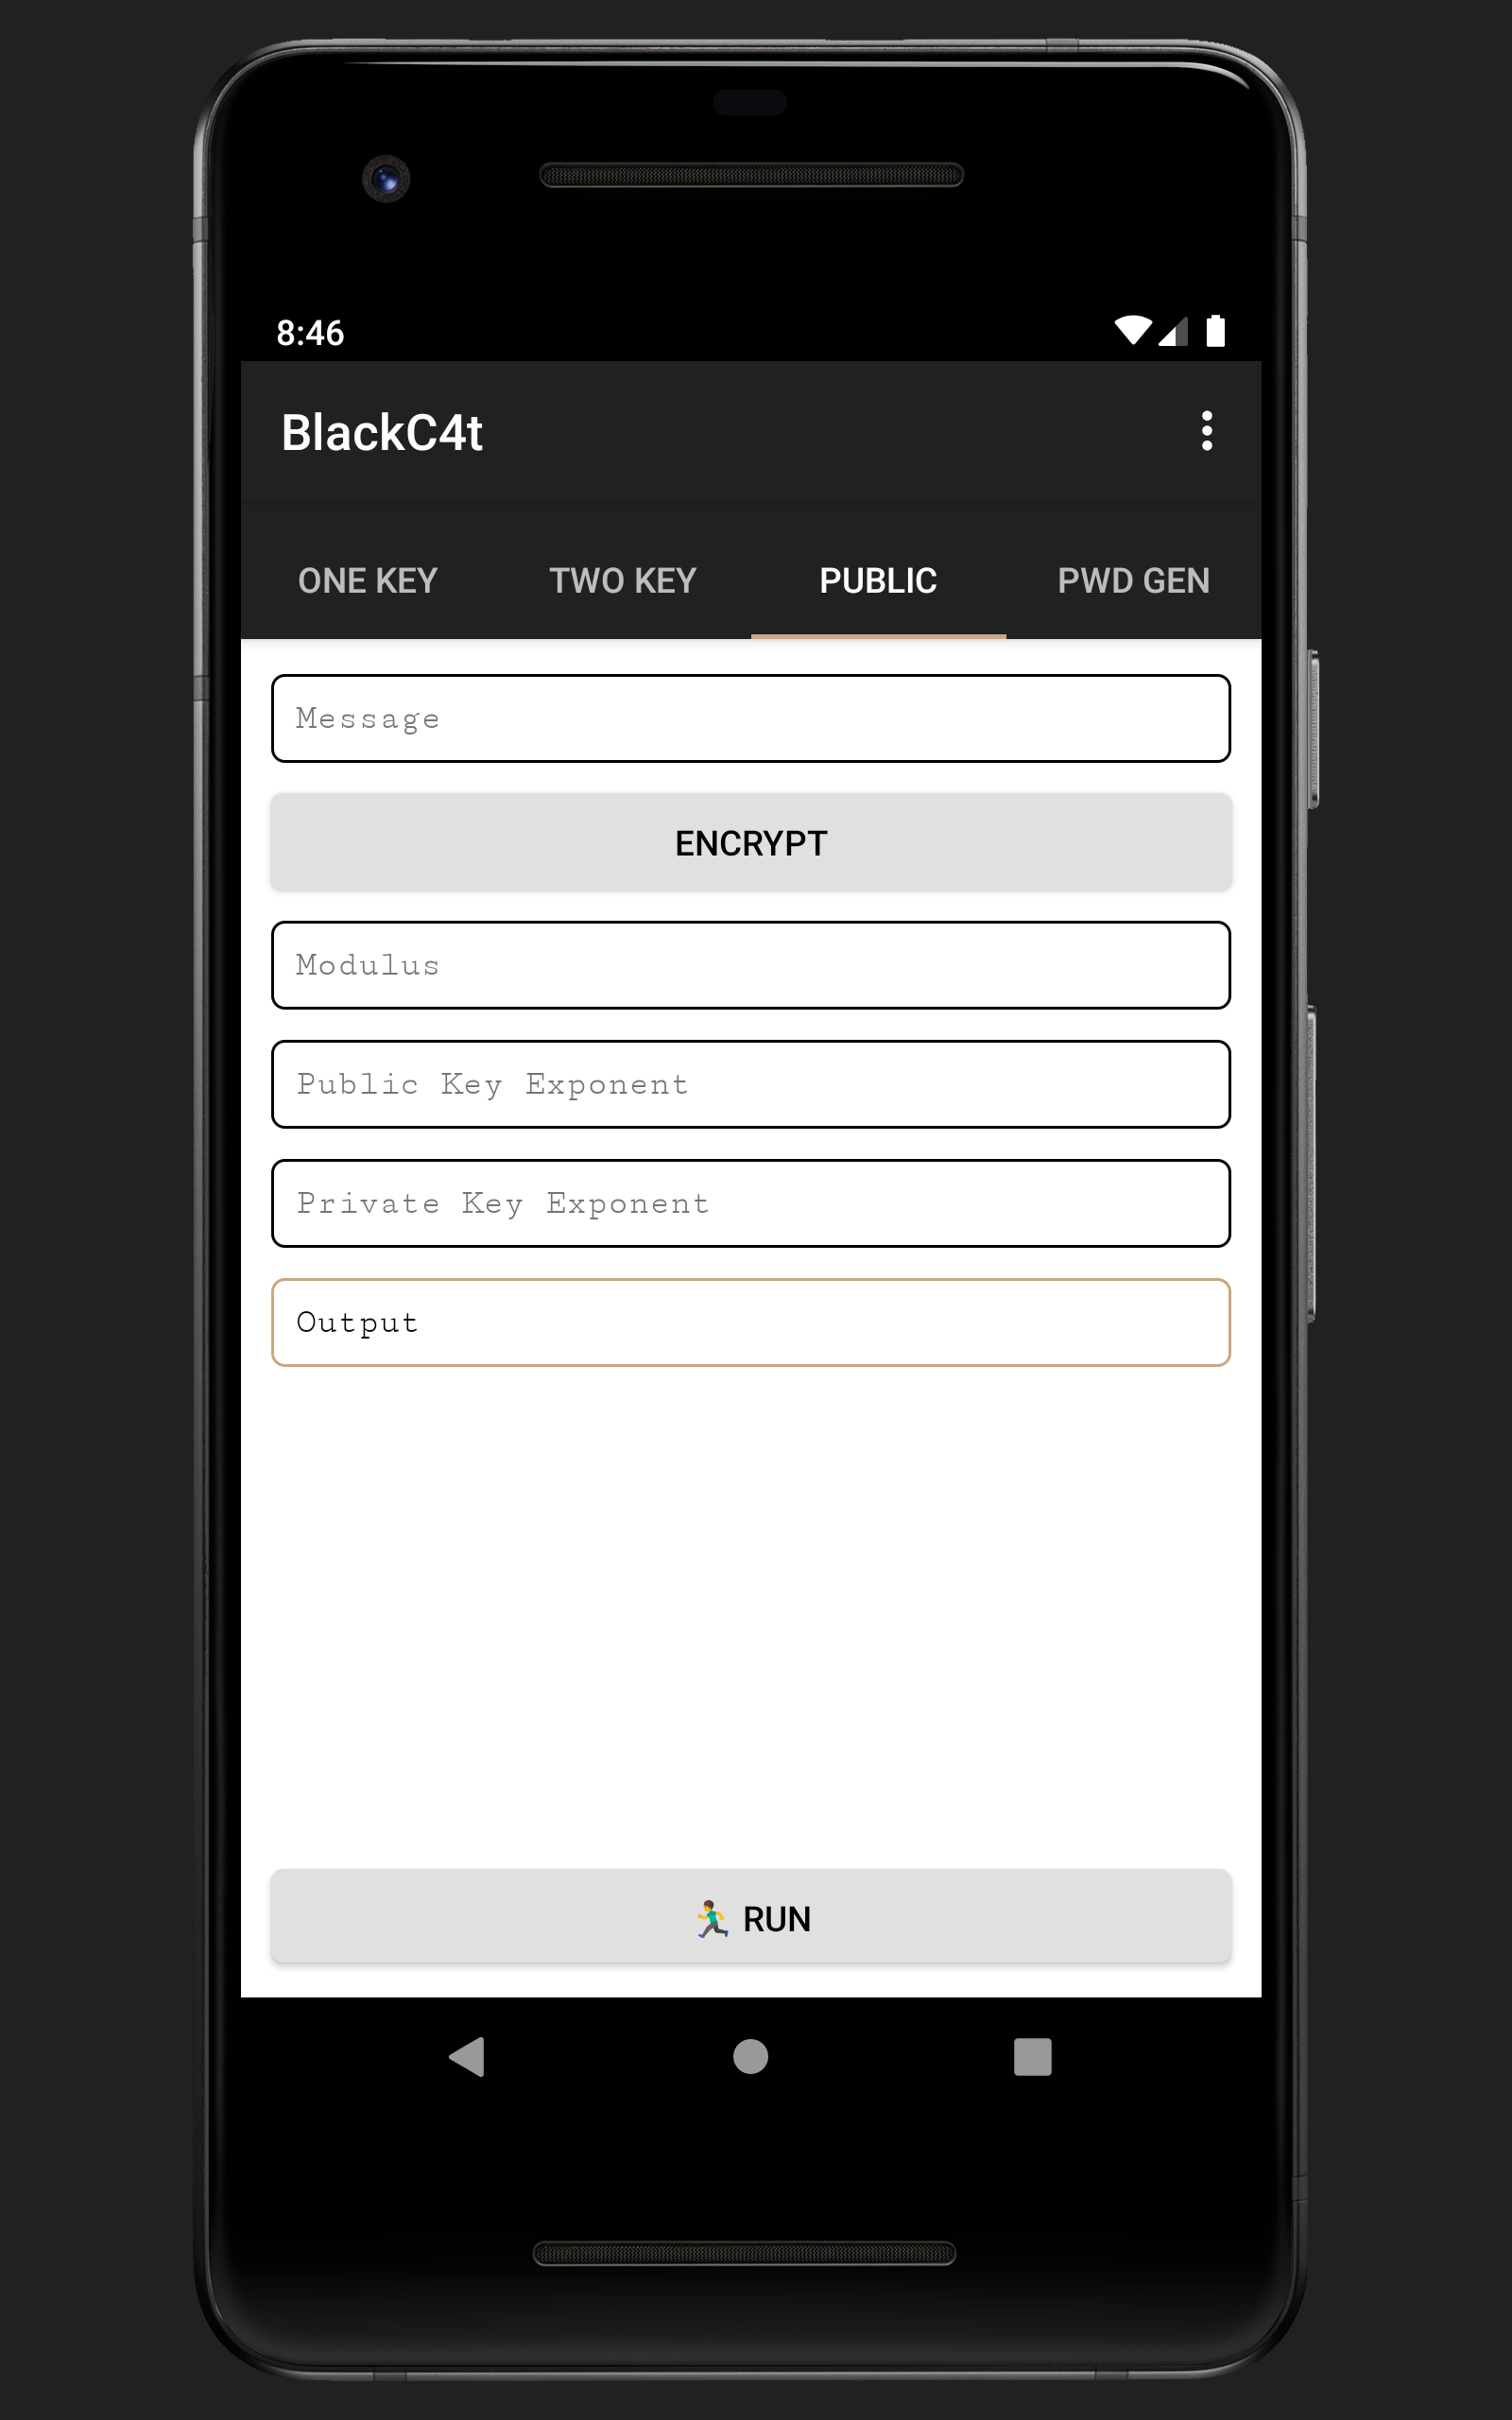 8:46
BlackC4t
ONE KEY TWO KEY PUBLIC PWD GEN
Message
ENCRYPT
Modulus
Public Key Exponent
Private Key Exponent
Output
🏃‍♂️ RUN